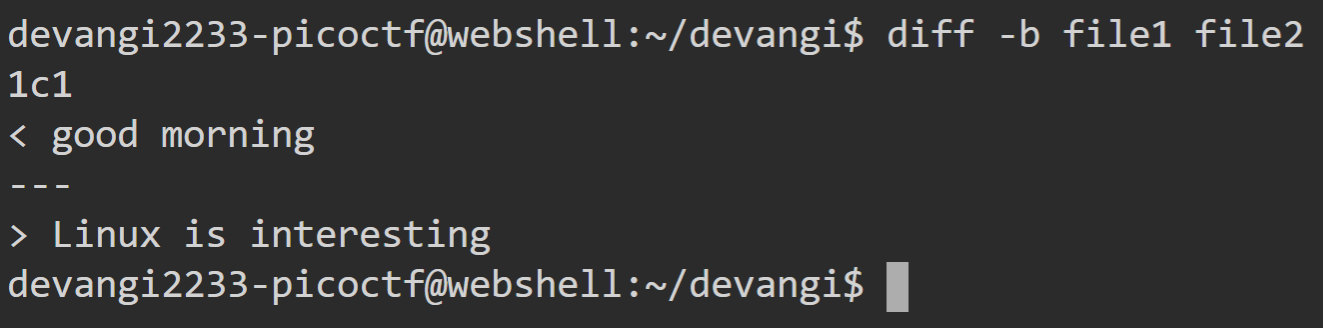 devangi2233-picoctf@webshell:~/devangi$ diff -b file1 file2
1c1
< good morning
---
> Linux is interesting
devangi2233-picoctf@webshell:~/devangi$